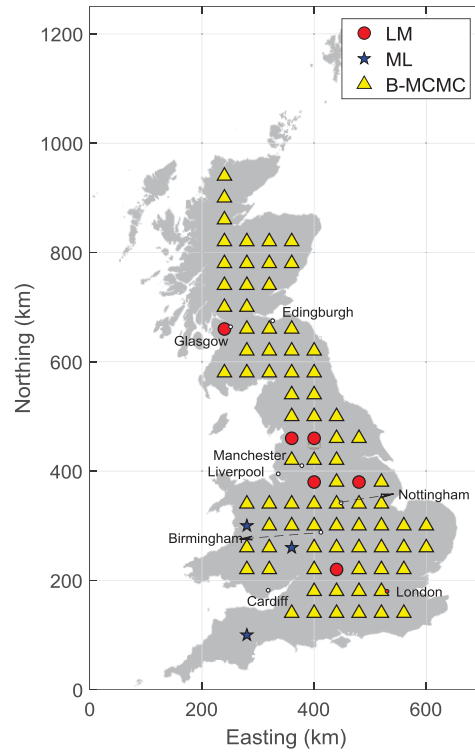 1200
LM
ML
B-MCMC
1000
800
Edingburgh
Glasgow
600
Northing (km)
Manchester
400
Liverpool
Nottingham
Birmingham
200
Cardiff
London
0
0 200 400 600
Easting (km)